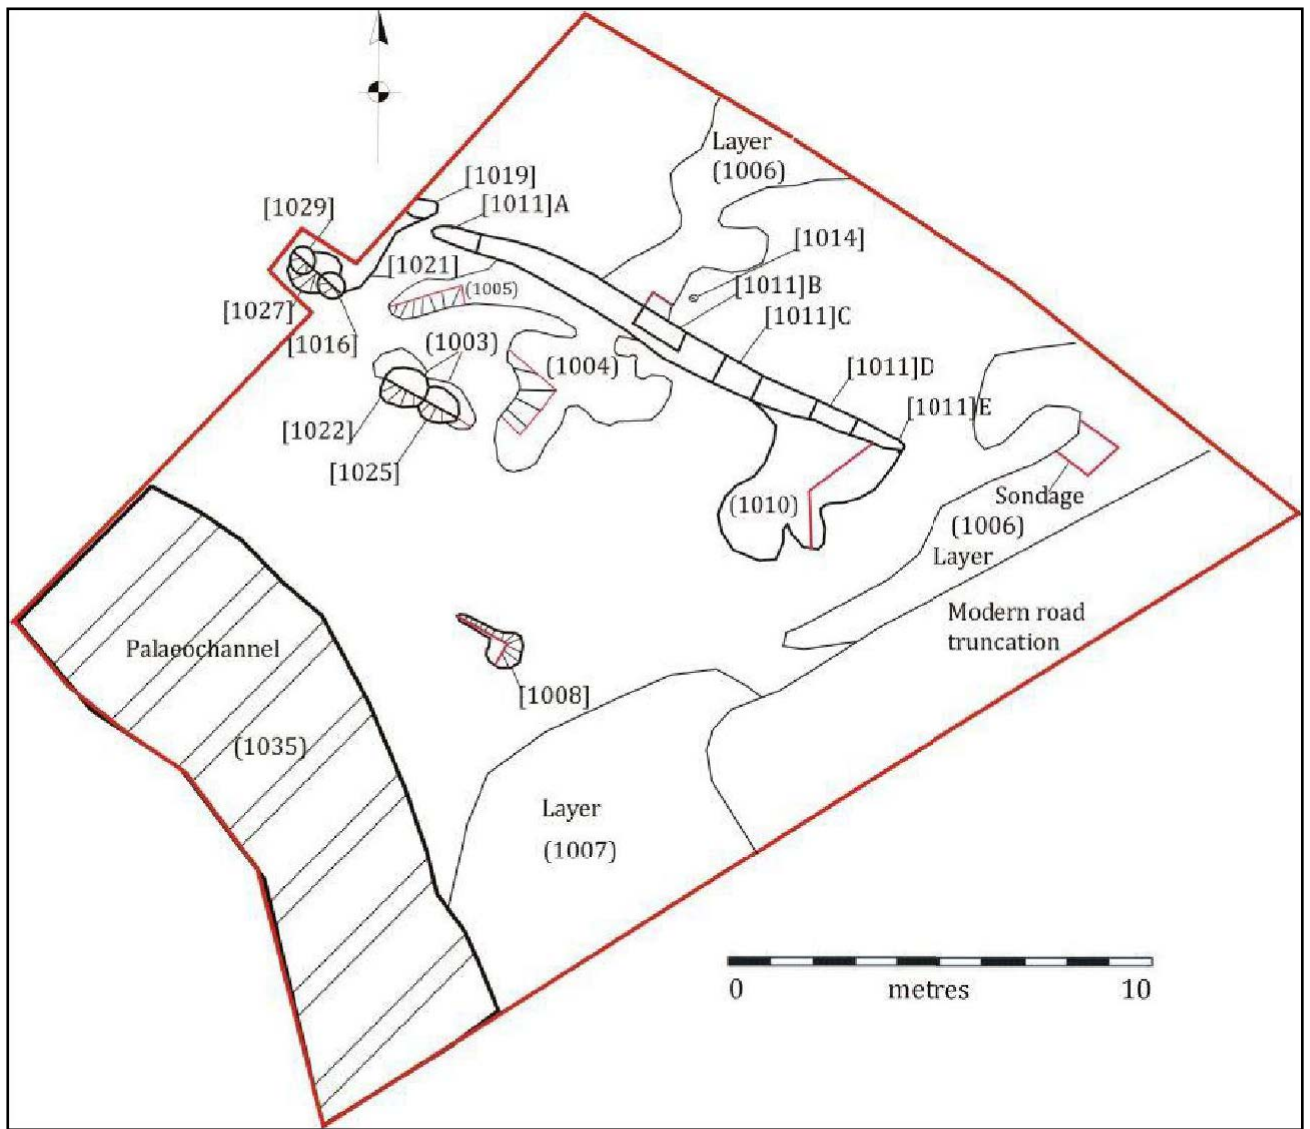 Layer
(1006)
[1019]
[1011]A
[1029]
[1014]
[1021]
[1011]B
(1005)
[1027]
[1011]C
[1016]
(1003)
(1004)
[1011]D
[1011]E
[1022]
[1025]
(1010)
Sondage
(1006)
Layer
Modern road
truncation
Palaeochannel
[1008]
(1035)
Layer
(1007)
0 metres 10